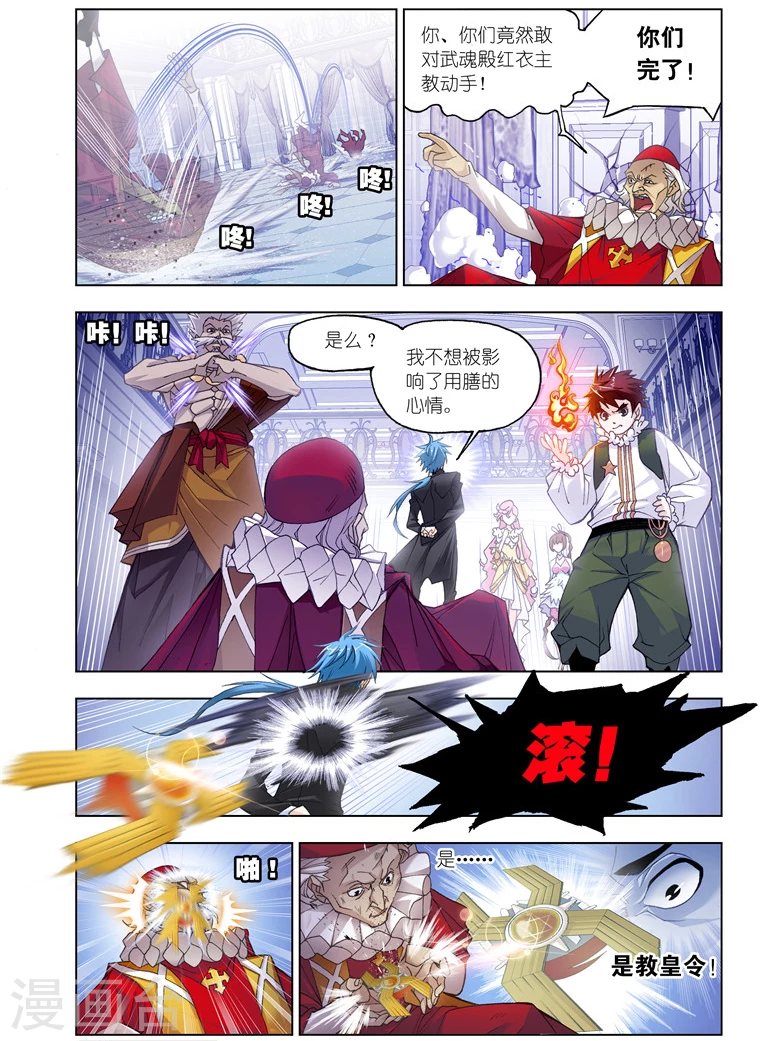 咚!
咚!
咚!
你、你们竟然敢
对武魂殿红衣主
教动手!
你们
完了!
咔! 咔!
是么?
我不想被影
响了用膳的
心情。
滚!
啪!
是……
是教皇令!
漫画台